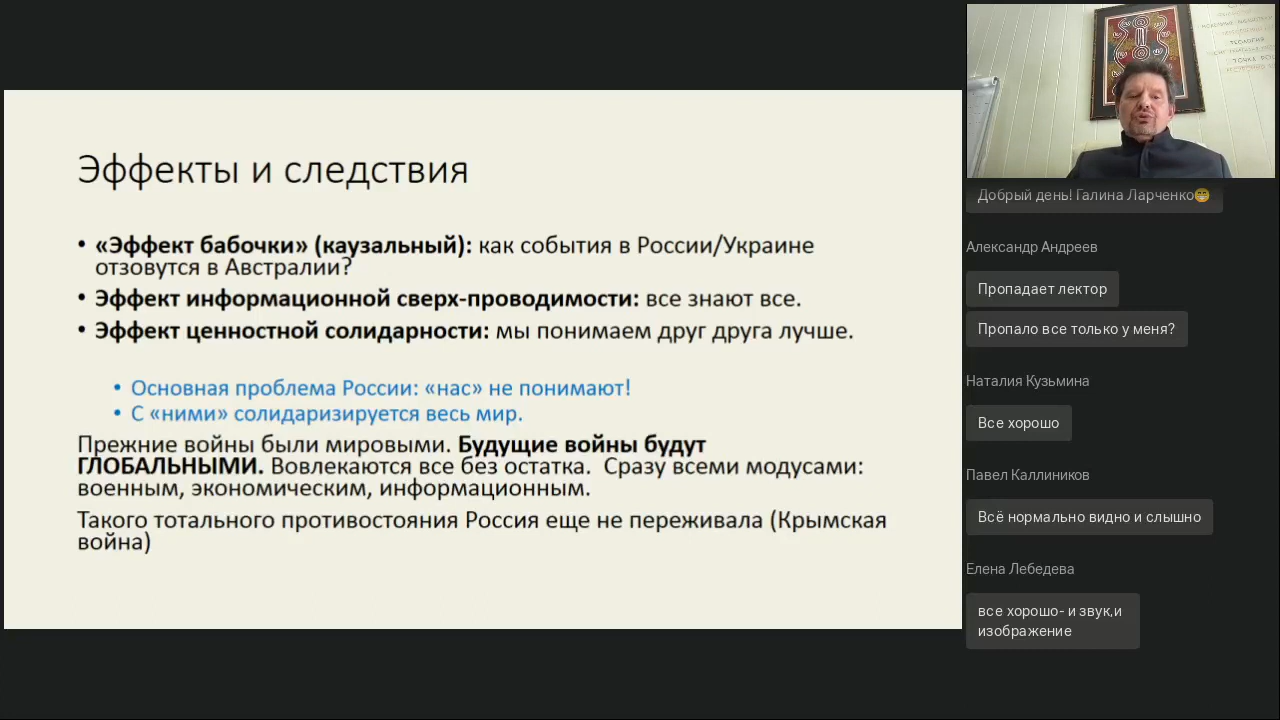 Эффекты и следствия
• «Эффект бабочки» (каузальный): как события в России/Украине
отзовутся в Австралии?
• Эффект информационной сверх-проводимости: все знают все.
• Эффект ценностной солидарности: мы понимаем друг друга лучше.
• Основная проблема России: «нас» не понимают!
• С «ними» солидаризируется весь мир.
Прежние войны были мировыми. Будущие войны будут
ГЛОБАЛЬНЫМИ. Вовлекаются все без остатка. Сразу всеми модусами:
военным, экономическим, информационным.
Такого тотального противостояния Россия еще не переживала (Крымская
война)
ТЕОЛОГИЯ
Добрый день! Галина Ларченко😁
Александр Андреев
Пропадает лектор
Пропало все только у меня?
Наталия Кузьмина
Все хорошо
Павел Каллиников
Всё нормально видно и слышно
Елена Лебедева
все хорошо- и звук,и
изображение